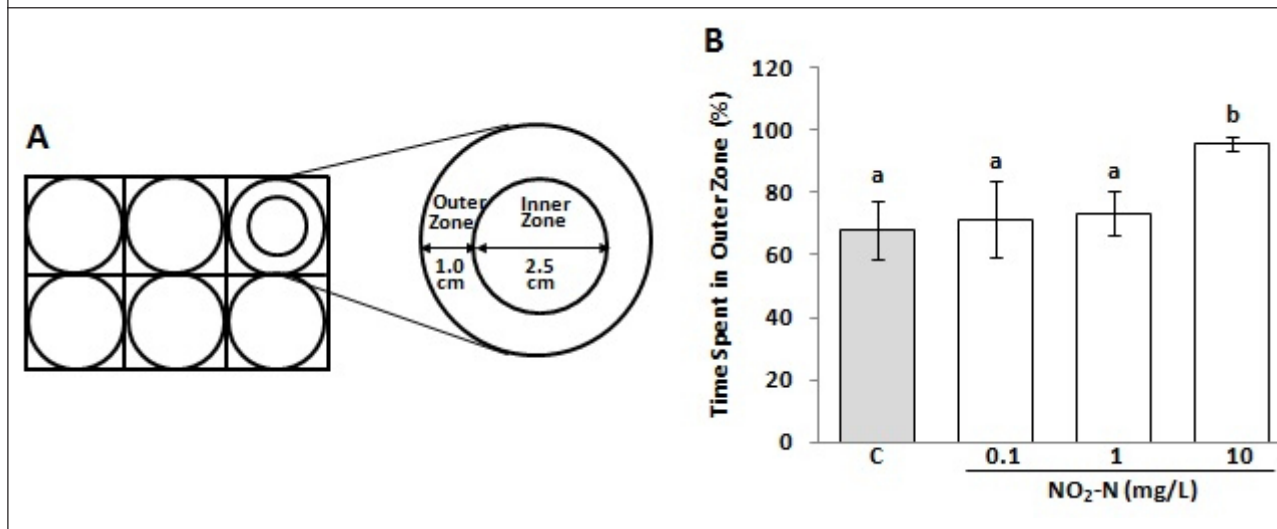 A
Outer Zone
Inner Zone
1.0 cm
2.5 cm
B
Time Spent in Outer Zone (%)
120
100
80
60
40
20
0
a
a
a
b
C
0.1
1
10
NO₂-N (mg/L)